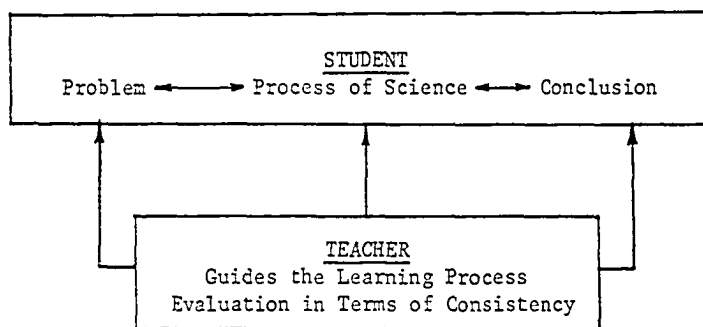 STUDENT
Problem Process of Science Conclusion
TEACHER
Guides the Learning Process
Evaluation in Terms of Consistency